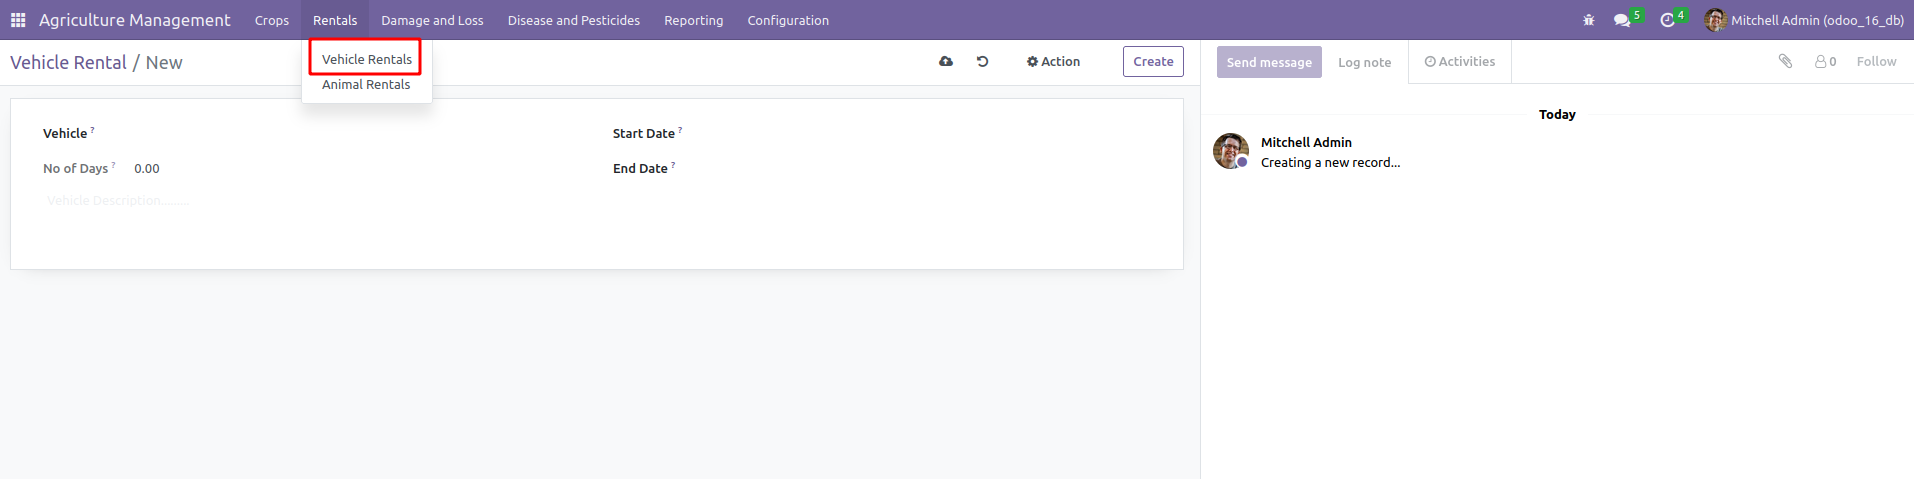 Agriculture Management Crops Rentals Damage and Loss Disease and Pesticides Reporting Configuration 5 4 Mitchell Admin (odoo_16_db)
Vehicle Rental / New
Vehicle Rentals
Animal Rentals
Action Create
Send message Log note Activities 0 Follow
Vehicle ?
Start Date ?
No of Days ? 0.00
End Date ?
Vehicle Description........
Today
Mitchell Admin
Creating a new record...